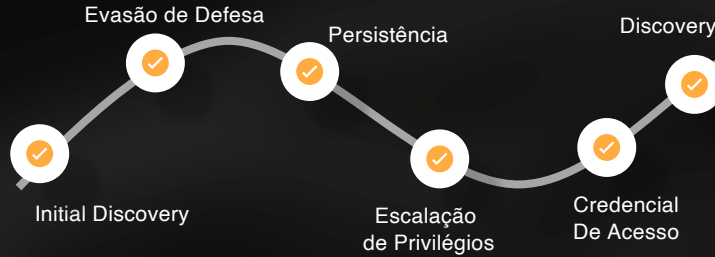 Evasão de Defesa
Persistência
Discovery
Initial Discovery
Escalação
de Privilégios
Credencial
De Acesso